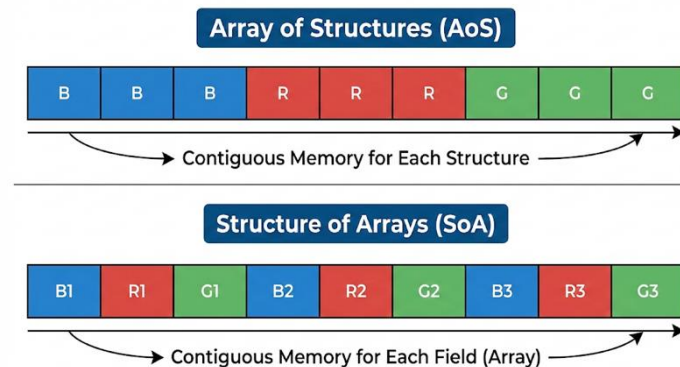 Array of Structures (AoS)
B B B R R R G G G
Contiguous Memory for Each Structure
Structure of Arrays (SoA)
B1 R1 G1 B2 R2 G2 B3 R3 G3
Contiguous Memory for Each Field (Array)